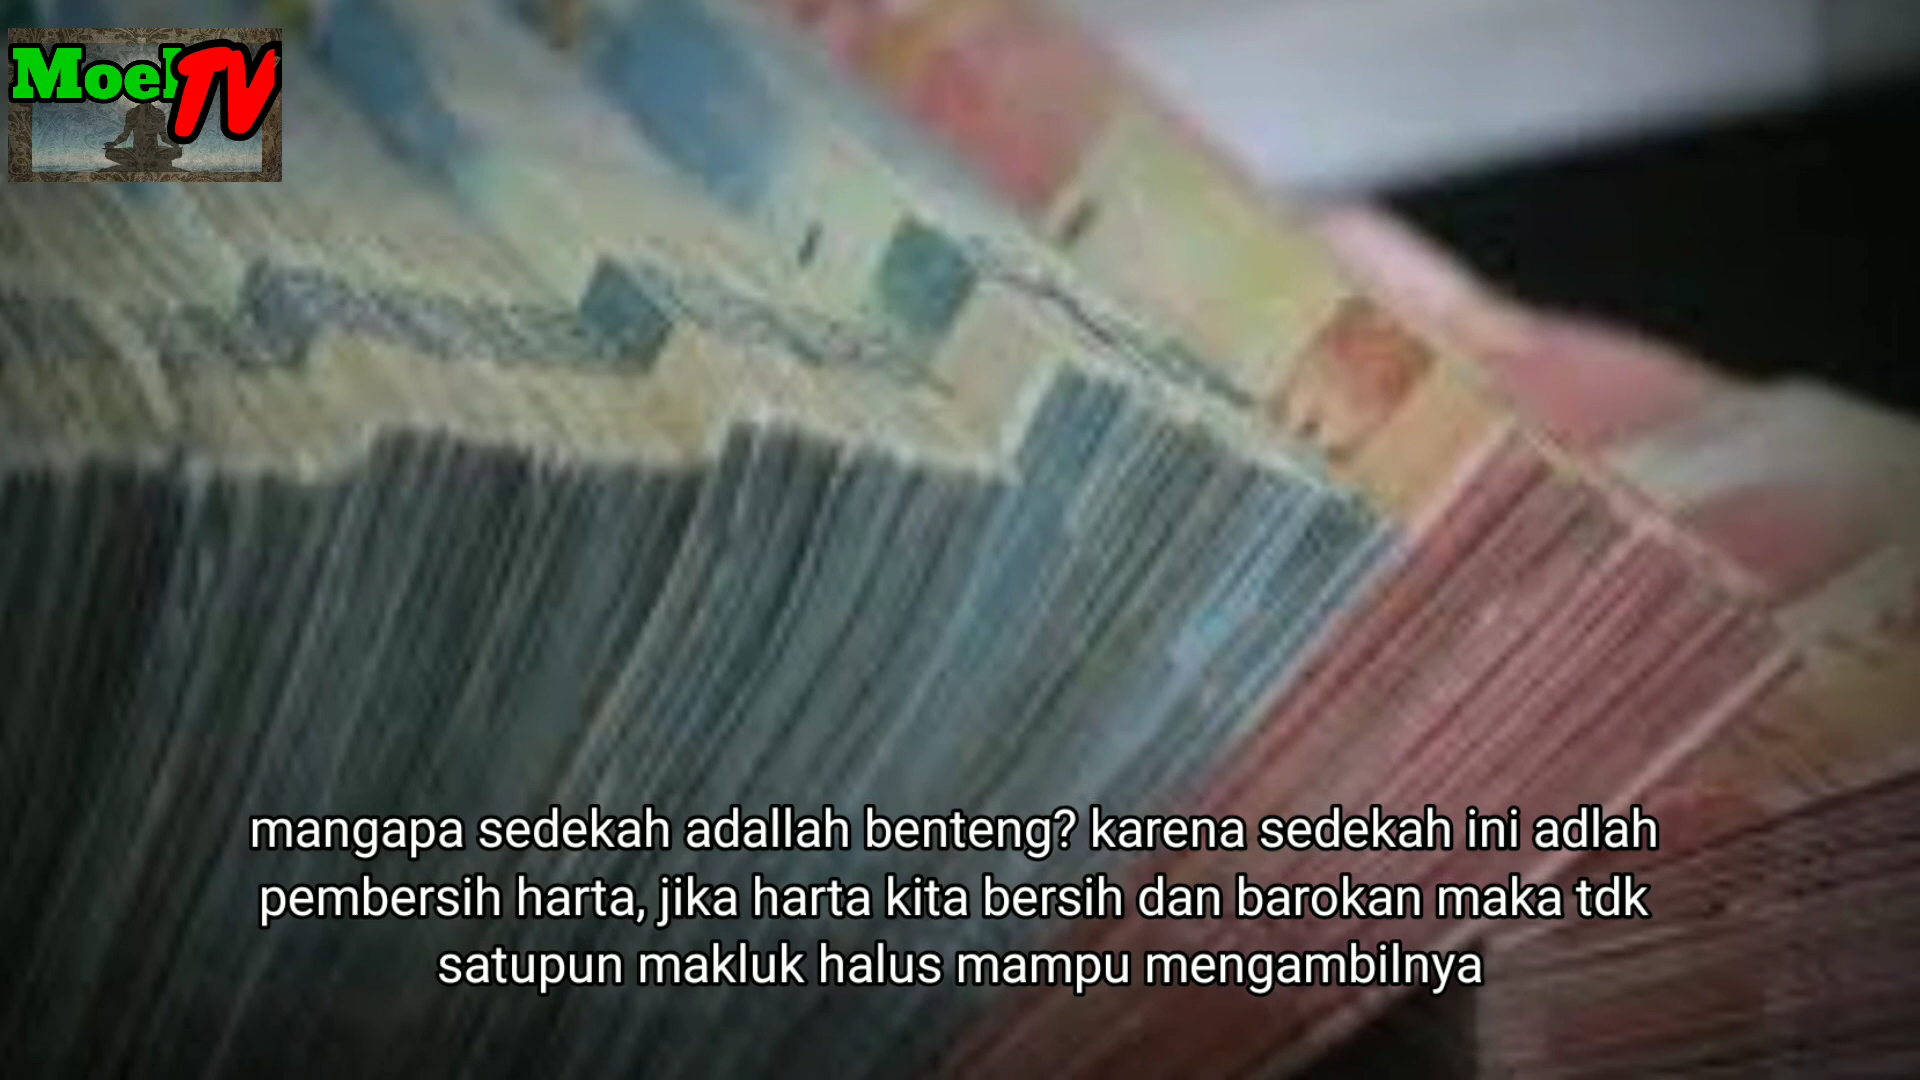 TV
mangapa sedekah adallah benteng? karena sedekah ini adlah
pembersih harta, jika harta kita bersih dan barokan maka tdk
satupun makluk halus mampu mengambilnya